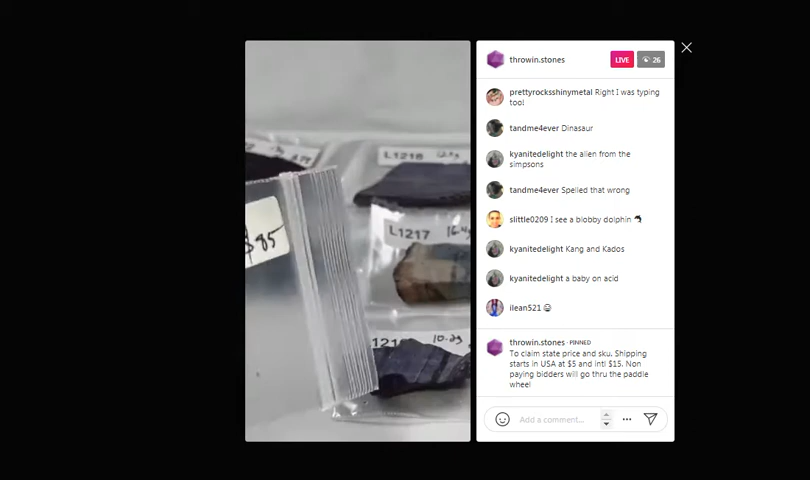 throwin.stones
LIVE
26
prettyrocksshinymetal Right I was typing
too!
tandme4ever Dinasaur
kyanitedelight the alien from the
simpsons
tandme4ever Spelled that wrong
slittle0209 I see a blobby dolphin
kyanitedelight Kang and Kados
kyanitedelight a baby on acid
ilean521
throwin.stones · PINNED
To claim state price and sku. Shipping
starts in USA at $5 and intl $15. Non
paying bidders will go thru the paddle
wheel
Add a comment...
L1218
L1217
$85
10.2g